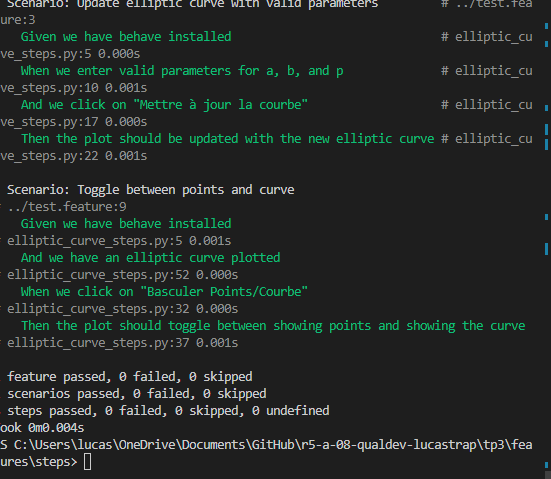 Scenario: Update elliptic curve with valid parameters # ../test.fea
ure:3
Given we have behave installed # elliptic_cu
ve_steps.py:5 0.000s
When we enter valid parameters for a, b, and p # elliptic_cu
ve_steps.py:10 0.001s
And we click on "Mettre à jour la courbe" # elliptic_cu
ve_steps.py:17 0.000s
Then the plot should be updated with the new elliptic curve # elliptic_cu
ve_steps.py:22 0.001s
Scenario: Toggle between points and curve
../test.feature:9
Given we have behave installed
elliptic_curve_steps.py:5 0.001s
And we have an elliptic curve plotted
elliptic_curve_steps.py:52 0.000s
When we click on "Basculer Points/Courbe"
elliptic_curve_steps.py:32 0.000s
Then the plot should toggle between showing points and showing the curve
elliptic_curve_steps.py:37 0.001s
feature passed, 0 failed, 0 skipped
scenarios passed, 0 failed, 0 skipped
steps passed, 0 failed, 0 skipped, 0 undefined
ook 0m0.004s
S C:\Users\lucas\OneDrive\Documents\GitHub\r5-a-08-qualdev-lucastrap\tp3\fea
ures\steps>